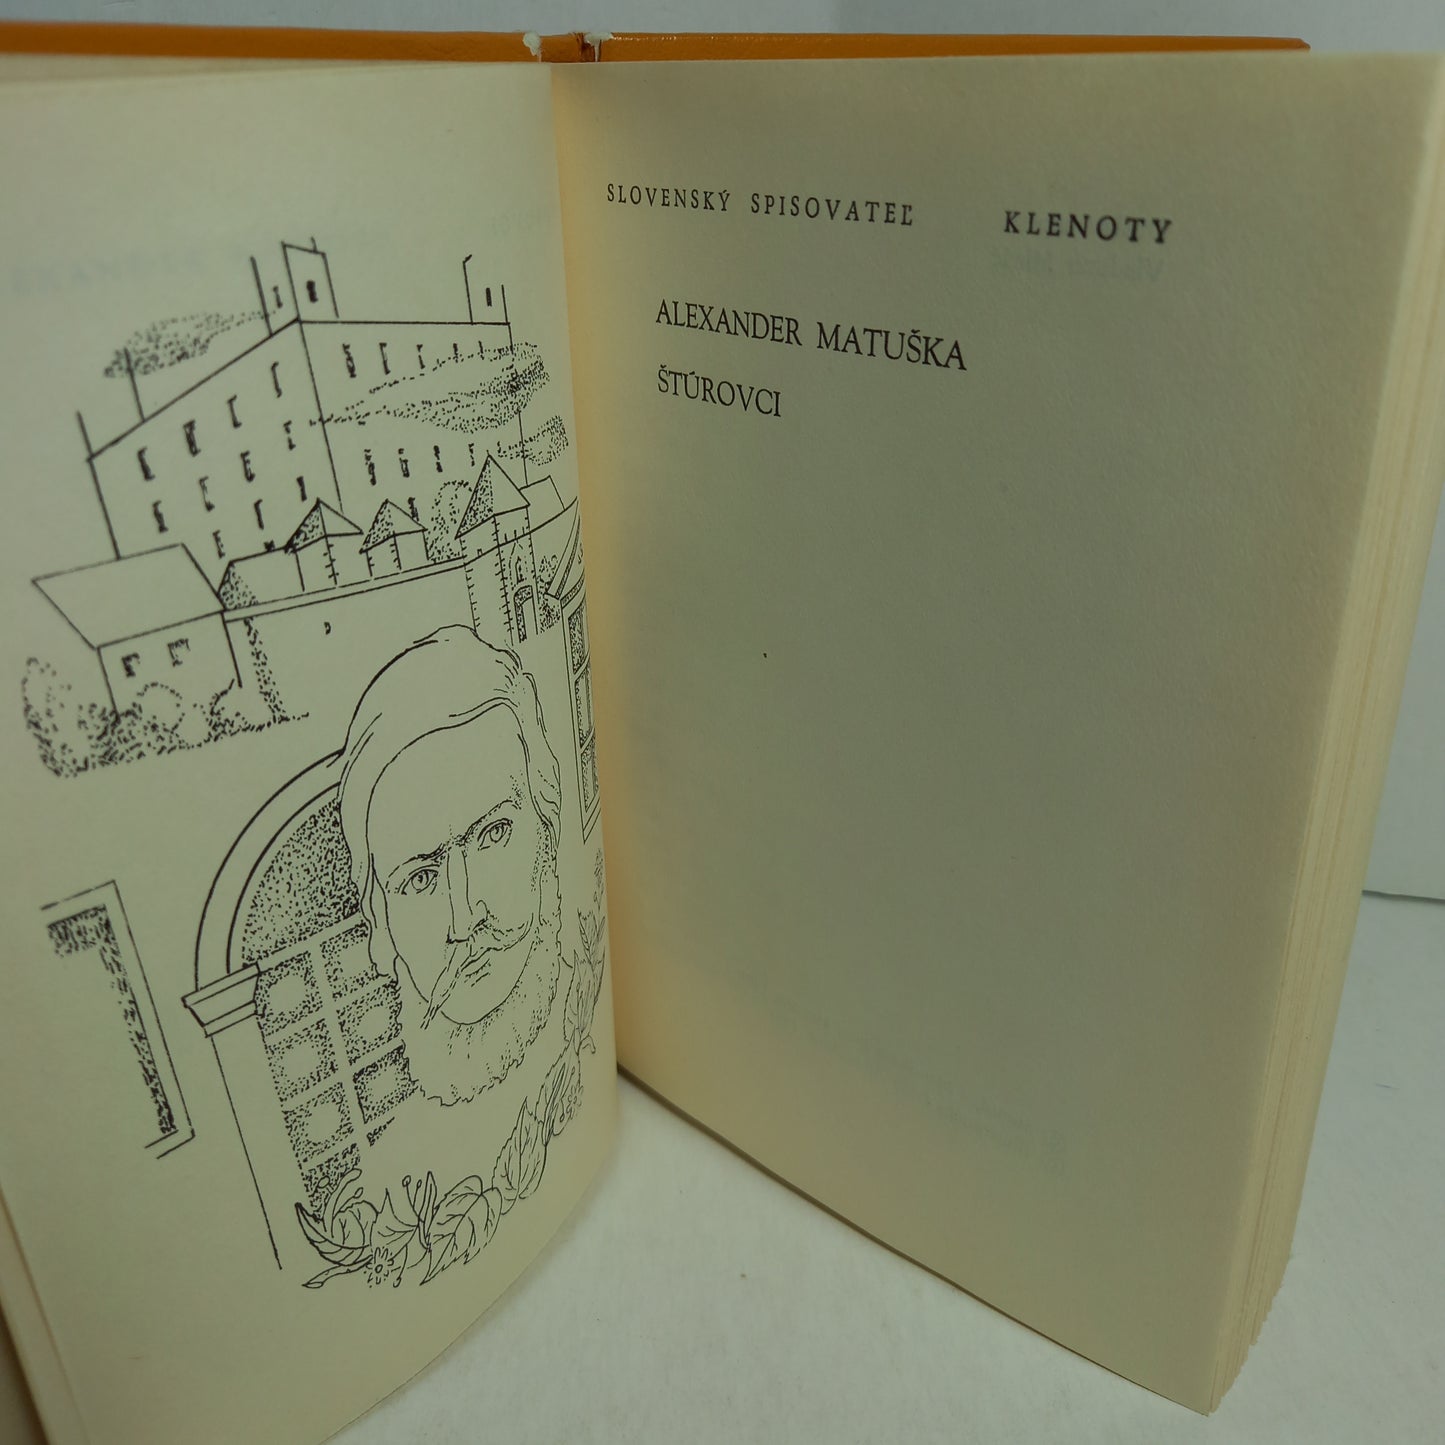 SLOVENSKÝ SPISOVATEĽ KLENOTY
ALEXANDER MATUŠKA
ŠTÚROVCI